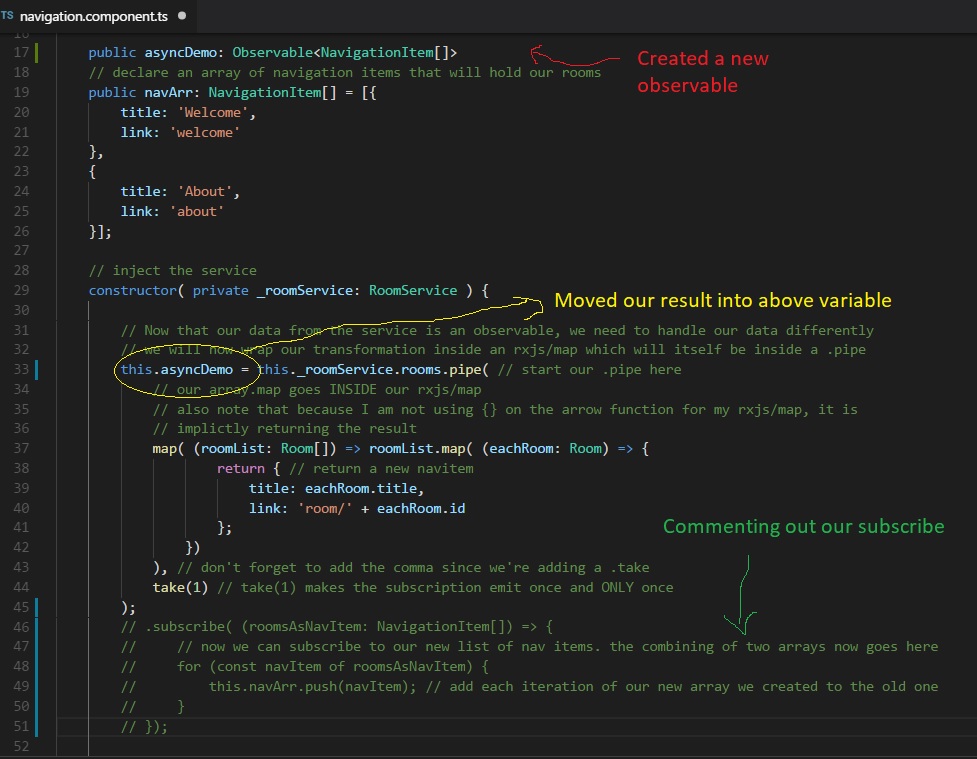 TS navigation.component.ts
16
17 public asyncDemo: Observable<NavigationItem[]>
Created a new
observable
18 // declare an array of navigation items that will hold our rooms
19 public navArr: NavigationItem[] = [{
20 title: 'Welcome',
21 link: 'welcome'
22 },
23 {
24 title: 'About',
25 link: 'about'
26 }];
27
28 // inject the service
29 constructor( private _roomService: RoomService ) {
Moved our result into above variable
30
31 // Now that our data from the service is an observable, we need to handle our data differently
32 // we will now wrap our transformation inside an rxjs/map which will itself be inside a .pipe
33 this.asyncDemo = this._roomService.rooms.pipe( // start our .pipe here
34 // our array.map goes INSIDE our rxjs/map
35 // also note that because I am not using {} on the arrow function for my rxjs/map, it is
36 // implictly returning the result
37 map( (roomList: Room[]) => roomList.map( (eachRoom: Room) => {
38 return { // return a new navitem
39 title: eachRoom.title,
40 link: 'room/' + eachRoom.id
41 };
Commenting out our subscribe
42 })
43 ), // don't forget to add the comma since we're adding a .take
44 take(1) // take(1) makes the subscription emit once and ONLY once
45 );
46 // .subscribe( (roomsAsNavItem: NavigationItem[]) => {
47 // // now we can subscribe to our new list of nav items. the combining of two arrays now goes here
48 // for (const navItem of roomsAsNavItem) {
49 // this.navArr.push(navItem); // add each iteration of our new array we created to the old one
50 // }
51 // });
52